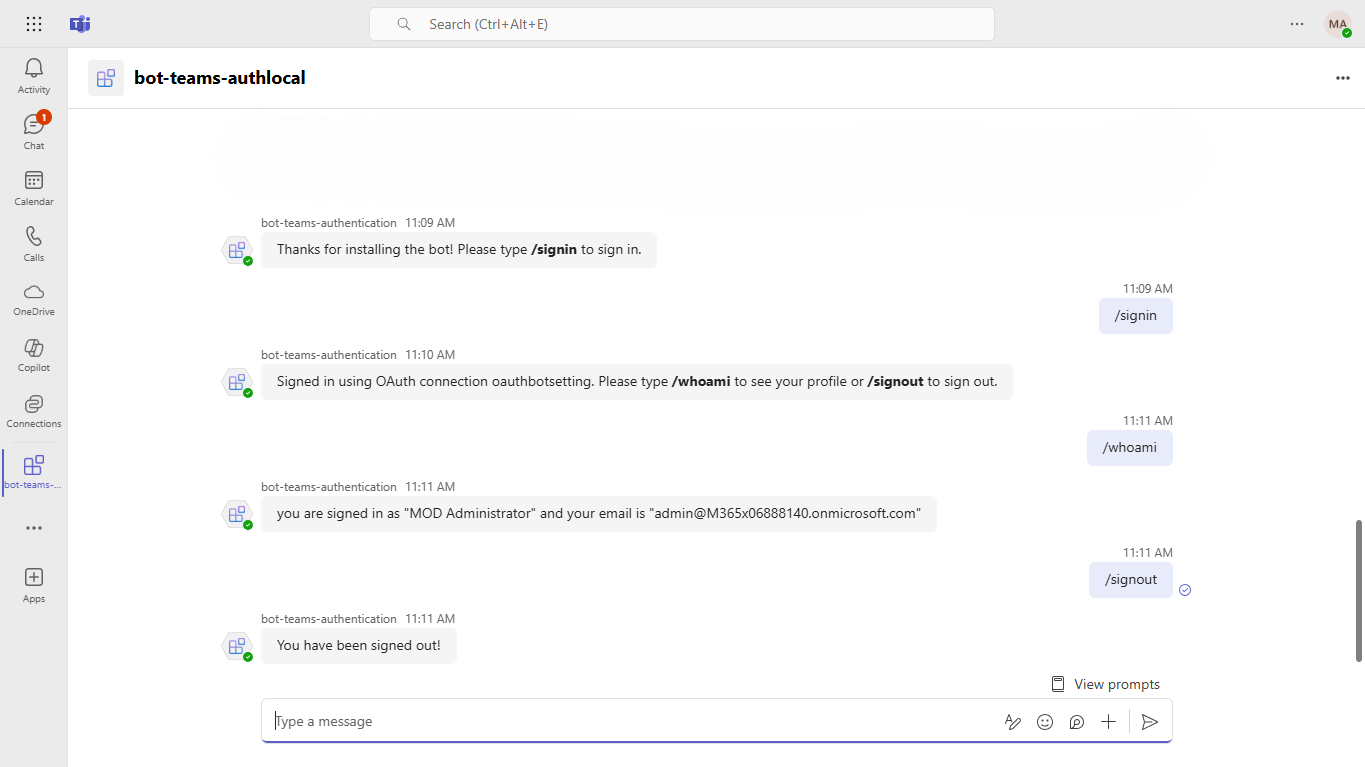 Search (Ctrl+Alt+E)
MA
Activity
1
Chat
Calendar
Calls
OneDrive
Copilot
Connections
bot-teams-...
Apps
bot-teams-authlocal
bot-teams-authentication 11:09 AM
Thanks for installing the bot! Please type /signin to sign in.
11:09 AM
/signin
bot-teams-authentication 11:10 AM
Signed in using OAuth connection oauthbotsetting. Please type /whoami to see your profile or /signout to sign out.
11:11 AM
/whoami
bot-teams-authentication 11:11 AM
you are signed in as "MOD Administrator" and your email is "admin@M365x06888140.onmicrosoft.com"
11:11 AM
/signout
bot-teams-authentication 11:11 AM
You have been signed out!
View prompts
Type a message